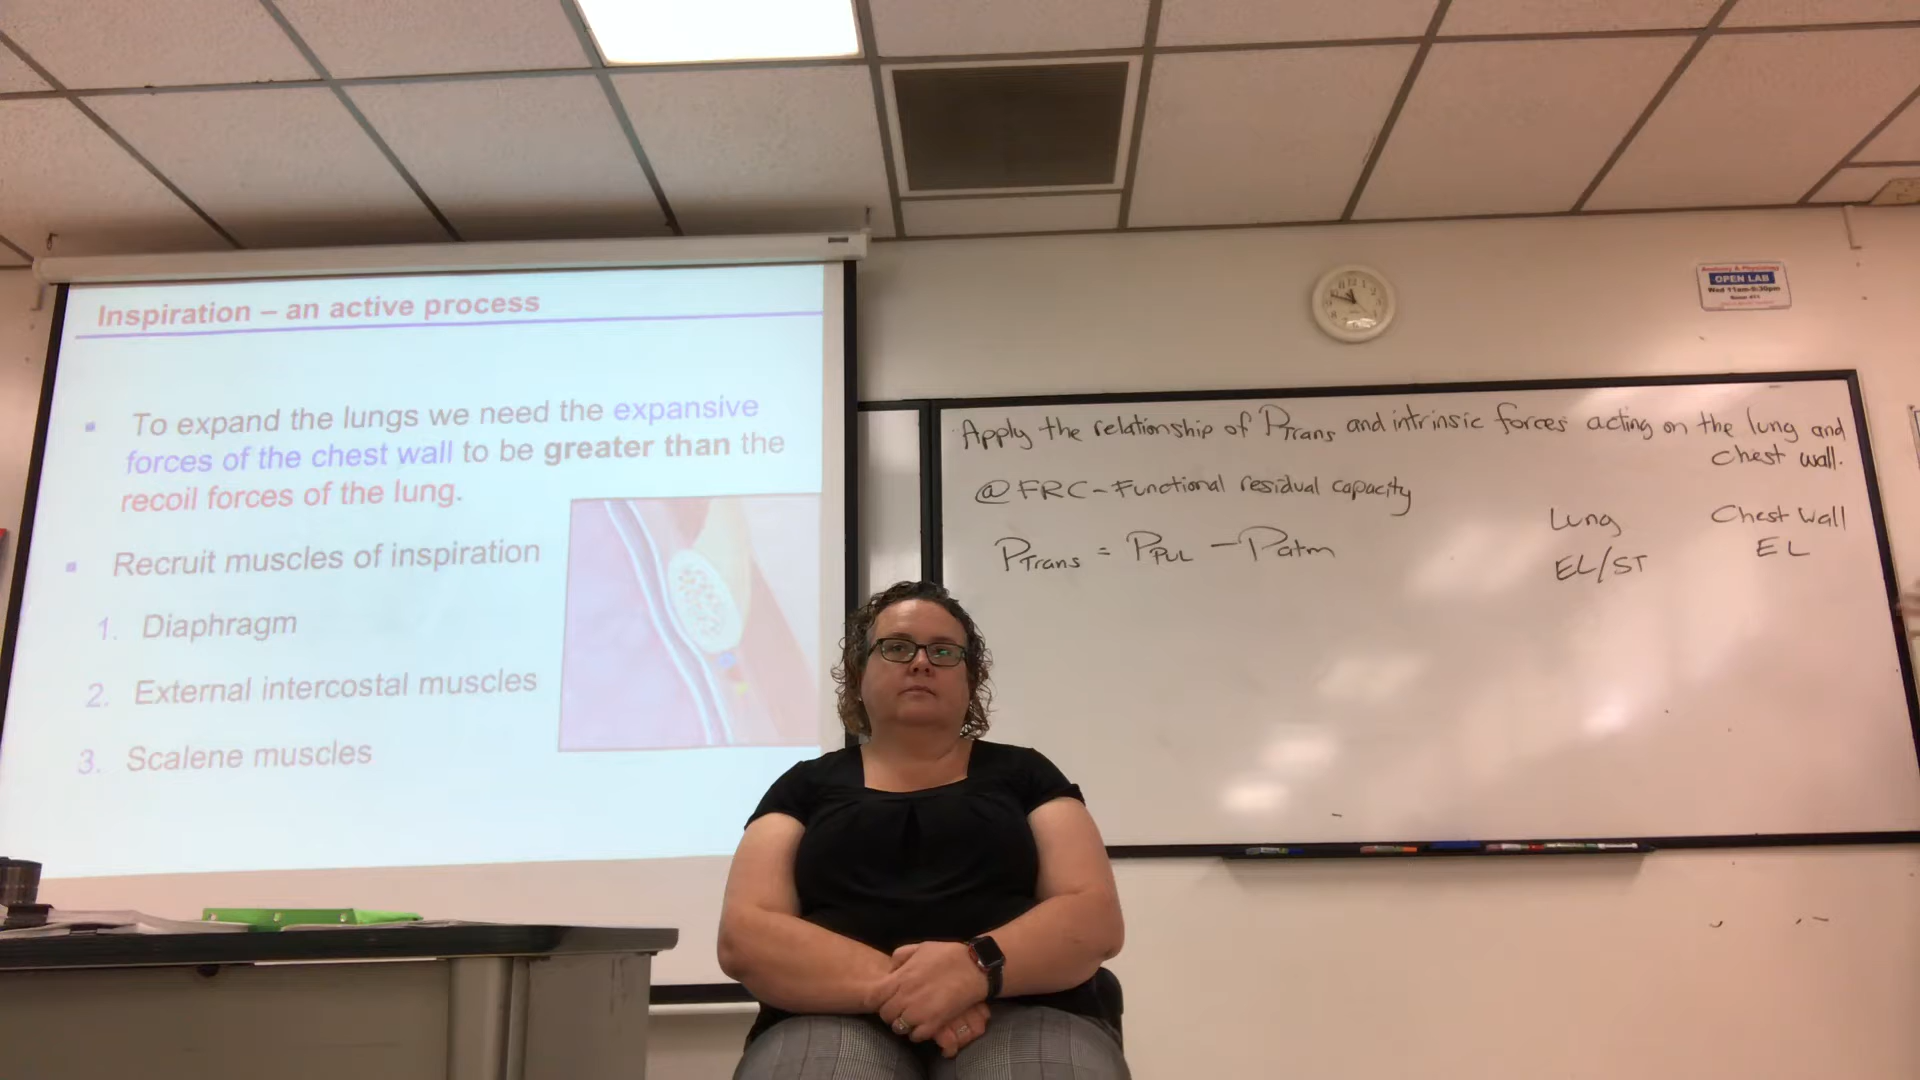 Inspiration – an active process
To expand the lungs we need the expansive
forces of the chest wall to be greater than the
recoil forces of the lung.
Recruit muscles of inspiration
1. Diaphragm
2. External intercostal muscles
3. Scalene muscles
Apply the relationship of PTrans and intrinsic forces acting on the lung and
chest wall.
@ FRC - Functional residual capacity
PTrans = PPUL - Patm
Lung
EL/ST
Chest Wall
EL
Anatomy & Physiology
OPEN LAB